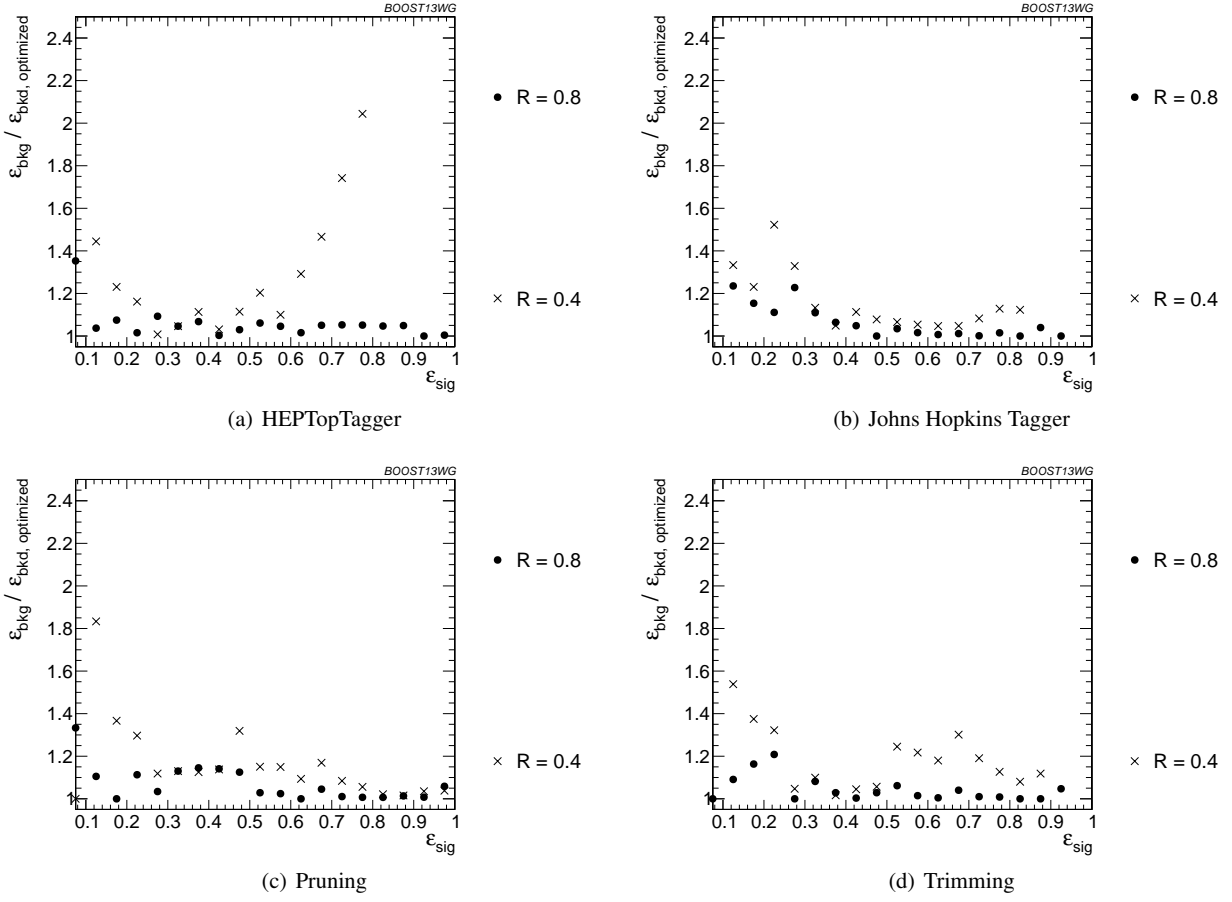 BOOST13WG
ε_bkg / ε_bkd, optimized
2.4
2.2
2
1.8
1.6
1.4
1.2
1
0.1 0.2 0.3 0.4 0.5 0.6 0.7 0.8 0.9 1
ε_sig
R = 0.8
R = 0.4
(a) HEPTopTagger
BOOST13WG
ε_bkg / ε_bkd, optimized
2.4
2.2
2
1.8
1.6
1.4
1.2
1
0.1 0.2 0.3 0.4 0.5 0.6 0.7 0.8 0.9 1
ε_sig
R = 0.8
R = 0.4
(b) Johns Hopkins Tagger
BOOST13WG
ε_bkg / ε_bkd, optimized
2.4
2.2
2
1.8
1.6
1.4
1.2
1
0.1 0.2 0.3 0.4 0.5 0.6 0.7 0.8 0.9 1
ε_sig
R = 0.8
R = 0.4
(c) Pruning
BOOST13WG
ε_bkg / ε_bkd, optimized
2.4
2.2
2
1.8
1.6
1.4
1.2
1
0.1 0.2 0.3 0.4 0.5 0.6 0.7 0.8 0.9 1
ε_sig
R = 0.8
R = 0.4
(d) Trimming